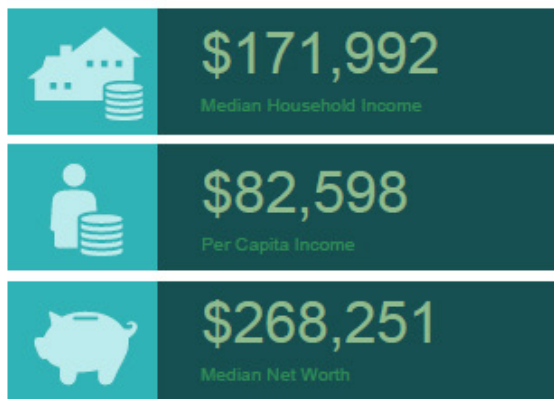 $171,992
Median Household Income
$82,598
Per Capita Income
$268,251
Median Net Worth